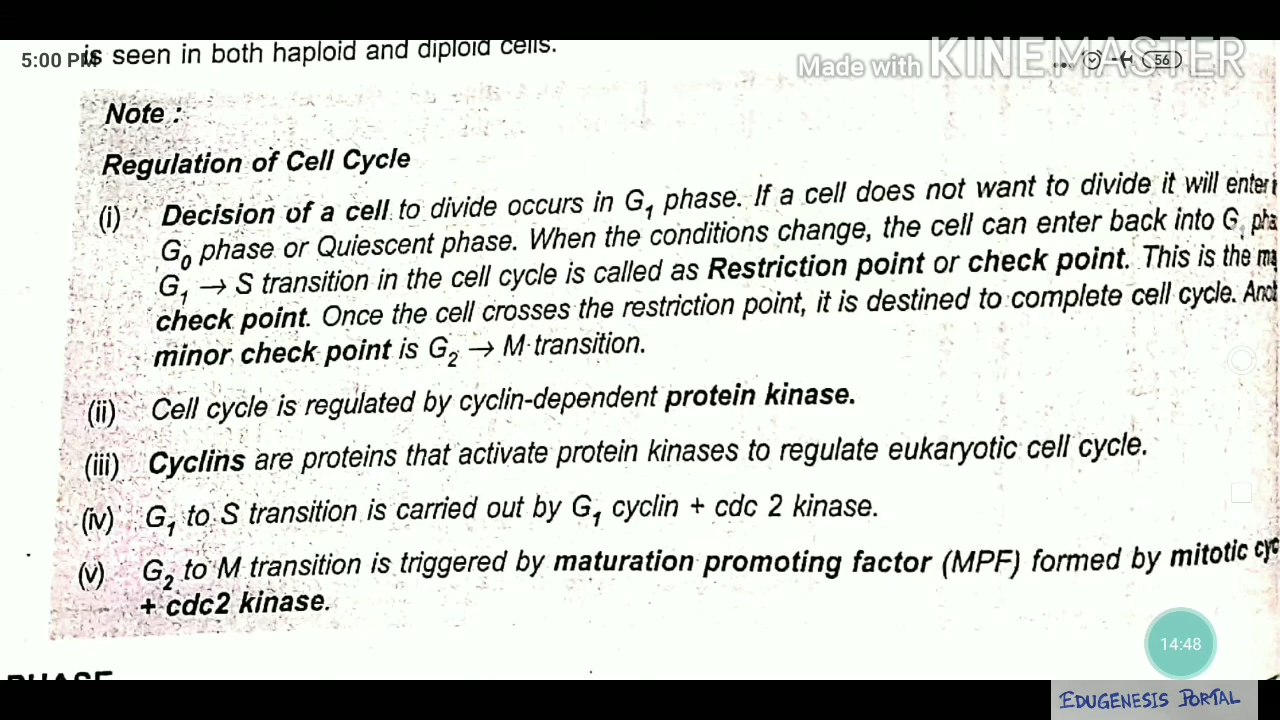 is seen in both haploid and diploid cells.
5:00 PM
Made with KINEMASTER
56
Note :
Regulation of Cell Cycle
(i) Decision of a cell to divide occurs in G1 phase. If a cell does not want to divide it will enter
G0 phase or Quiescent phase. When the conditions change, the cell can enter back into G1 pha
G1 → S transition in the cell cycle is called as Restriction point or check point. This is the ma
check point. Once the cell crosses the restriction point, it is destined to complete cell cycle. Anot
minor check point is G2 → M transition.
(ii) Cell cycle is regulated by cyclin-dependent protein kinase.
(iii) Cyclins are proteins that activate protein kinases to regulate eukaryotic cell cycle.
(iv) G1 to S transition is carried out by G1 cyclin + cdc 2 kinase.
(v) G2 to M transition is triggered by maturation promoting factor (MPF) formed by mitotic cyc
+ cdc2 kinase.
14:48
PHASE
EDUGENESIS PORTAL